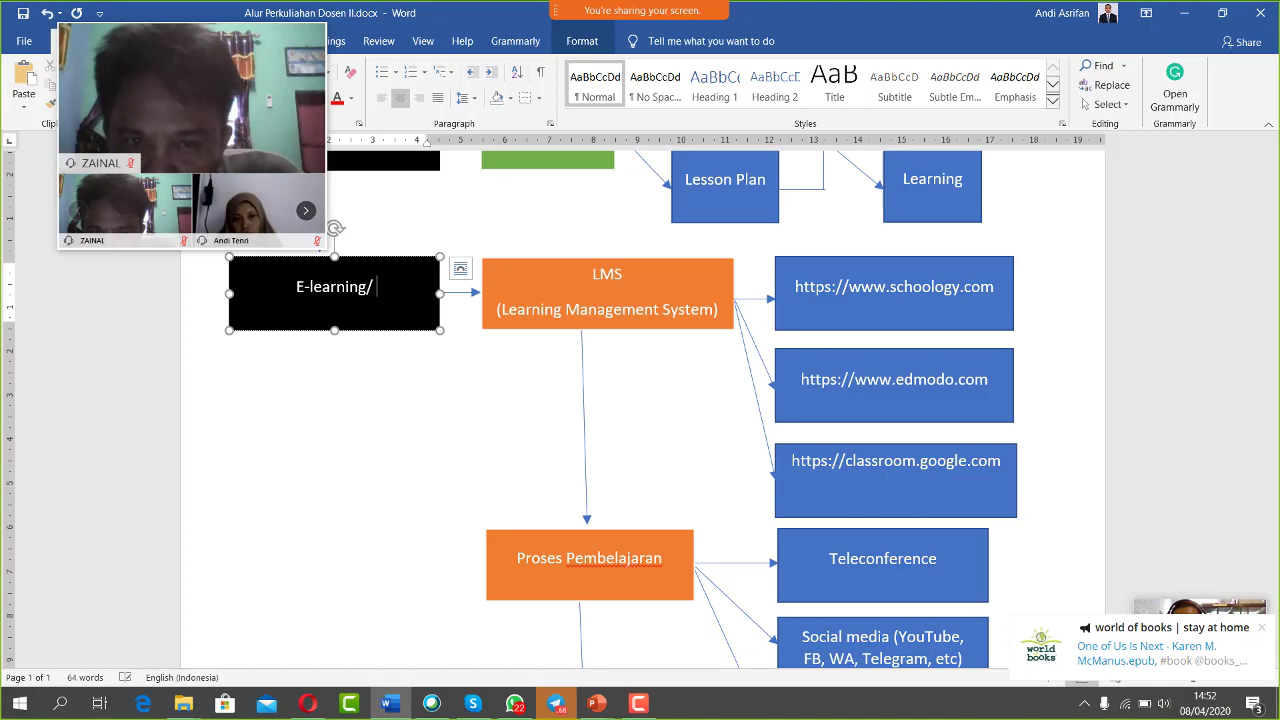 You're sharing your screen.
Alur Perkuliahan Dosen II.docx - Word
Andi Asrifan
File
ings
Review
View
Help
Grammarly
Format
Tell me what you want to do
Share
Paste
AaBbCcDd
¶ Normal
AaBbCcDd
¶ No Spac...
AaBbCc
Heading 1
AaBbCcE
Heading 2
AaB
Title
AaBbCcD
Subtitle
AaBbCcDd
Subtle Em...
AaBbCcDd
Emphasis
Find
Replace
Select
Open
Grammarly
Paragraph
Styles
Editing
Grammarly
ZAINAL
ZAINAL
Andi Tenri
Lesson Plan
Learning
E-learning/
LMS
(Learning Management System)
https://www.schoology.com
https://www.edmodo.com
https://classroom.google.com
Proses Pembelajaran
Teleconference
Social media (YouTube,
FB, WA, Telegram, etc)
world
books
world of books | stay at home
One of Us Is Next - Karen M.
McManus.epub, #book @books_...
Page 1 of 1
64 words
English (Indonesia)
22
14:52
08/04/2020
3